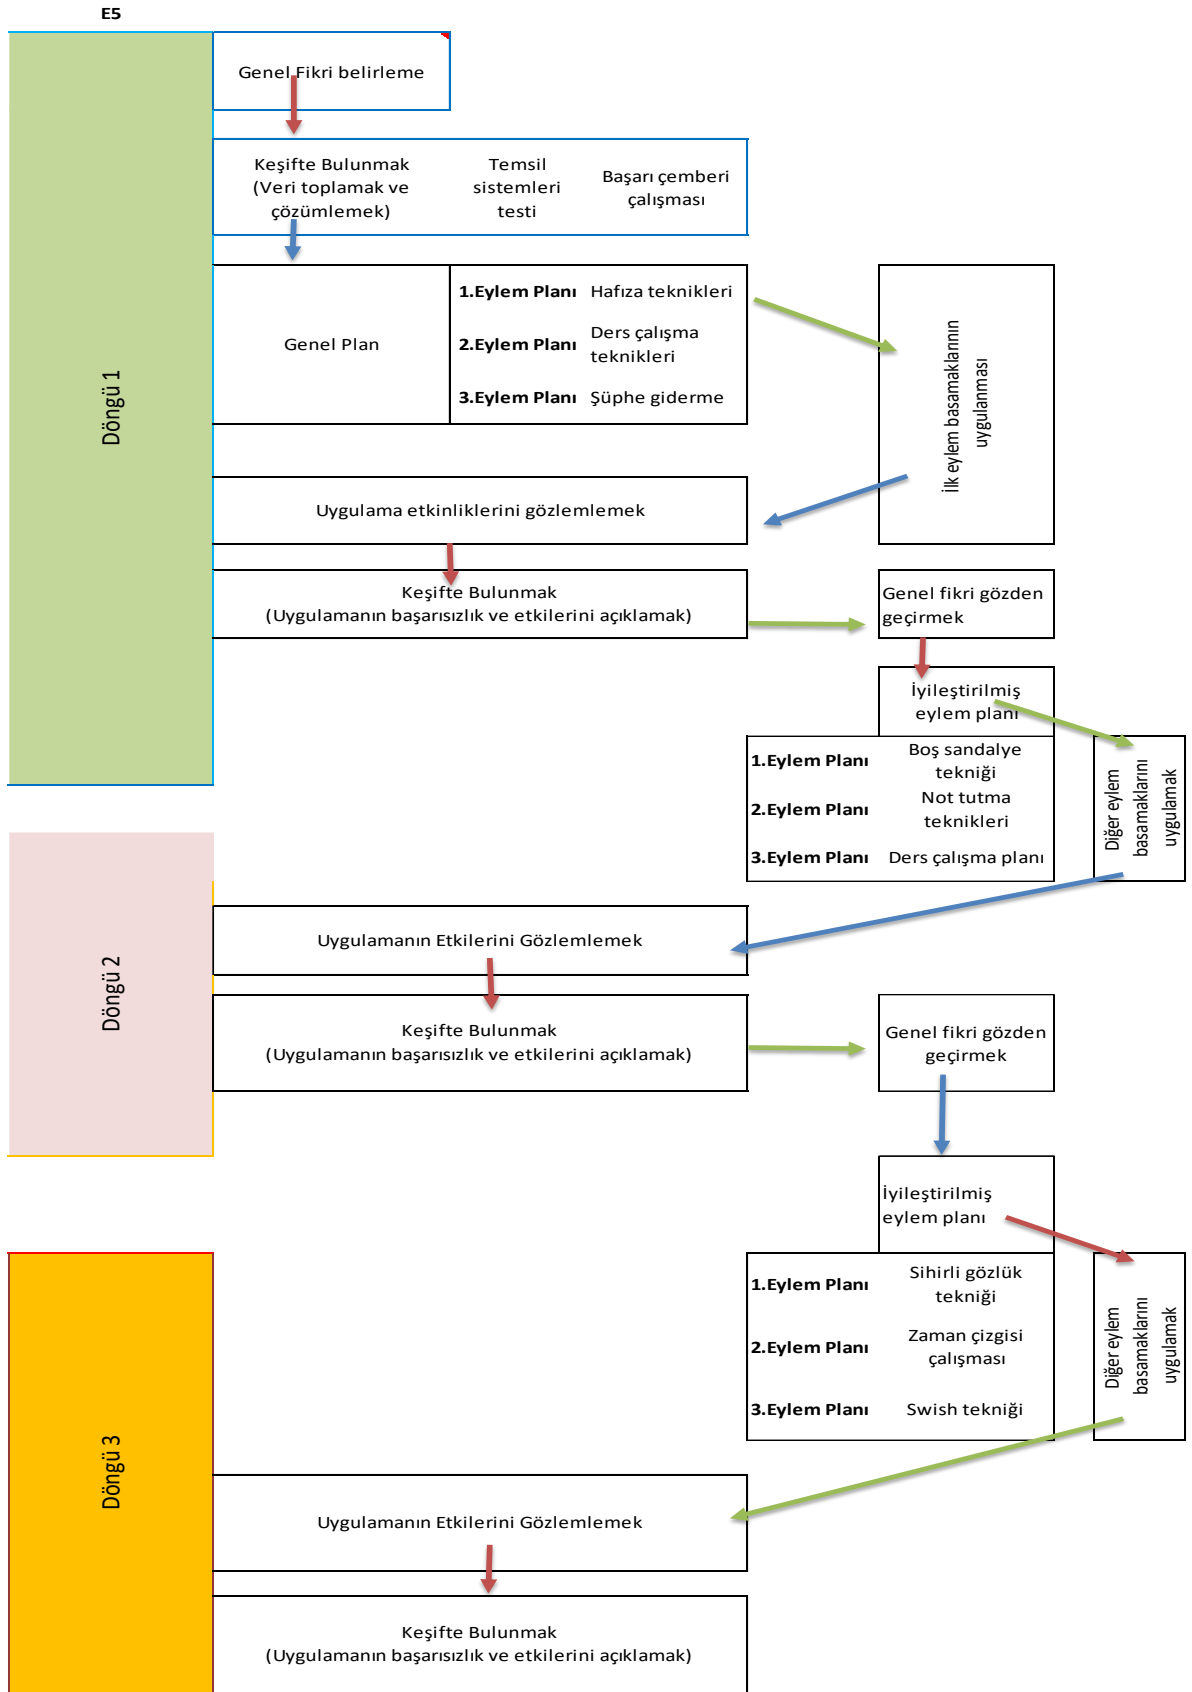 E5
Döngü 1
Genel Fikri belirleme
Keşifte Bulunmak
(Veri toplamak ve
çözümlemek)
Temsil
sistemleri
testi
Başarı çemberi
çalışması
Genel Plan
1.Eylem Planı Hafıza teknikleri
2.Eylem Planı Ders çalışma
teknikleri
3.Eylem Planı Şüphe giderme
İlk eylem basamaklarının
uygulanması
Uygulama etkinliklerini gözlemlemek
Keşifte Bulunmak
(Uygulamanın başarısızlık ve etkilerini açıklamak)
Genel fikri gözden
geçirmek
İyileştirilmiş
eylem planı
1.Eylem Planı Boş sandalye
tekniği
2.Eylem Planı Not tutma
teknikleri
3.Eylem Planı Ders çalışma planı
Diğer eylem
basamaklarını
uygulamak
Döngü 2
Uygulamanın Etkilerini Gözlemlemek
Keşifte Bulunmak
(Uygulamanın başarısızlık ve etkilerini açıklamak)
Genel fikri gözden
geçirmek
İyileştirilmiş
eylem planı
1.Eylem Planı Sihirli gözlük
tekniği
2.Eylem Planı Zaman çizgisi
çalışması
3.Eylem Planı Swish tekniği
Diğer eylem
basamaklarını
uygulamak
Döngü 3
Uygulamanın Etkilerini Gözlemlemek
Keşifte Bulunmak
(Uygulamanın başarısızlık ve etkilerini açıklamak)